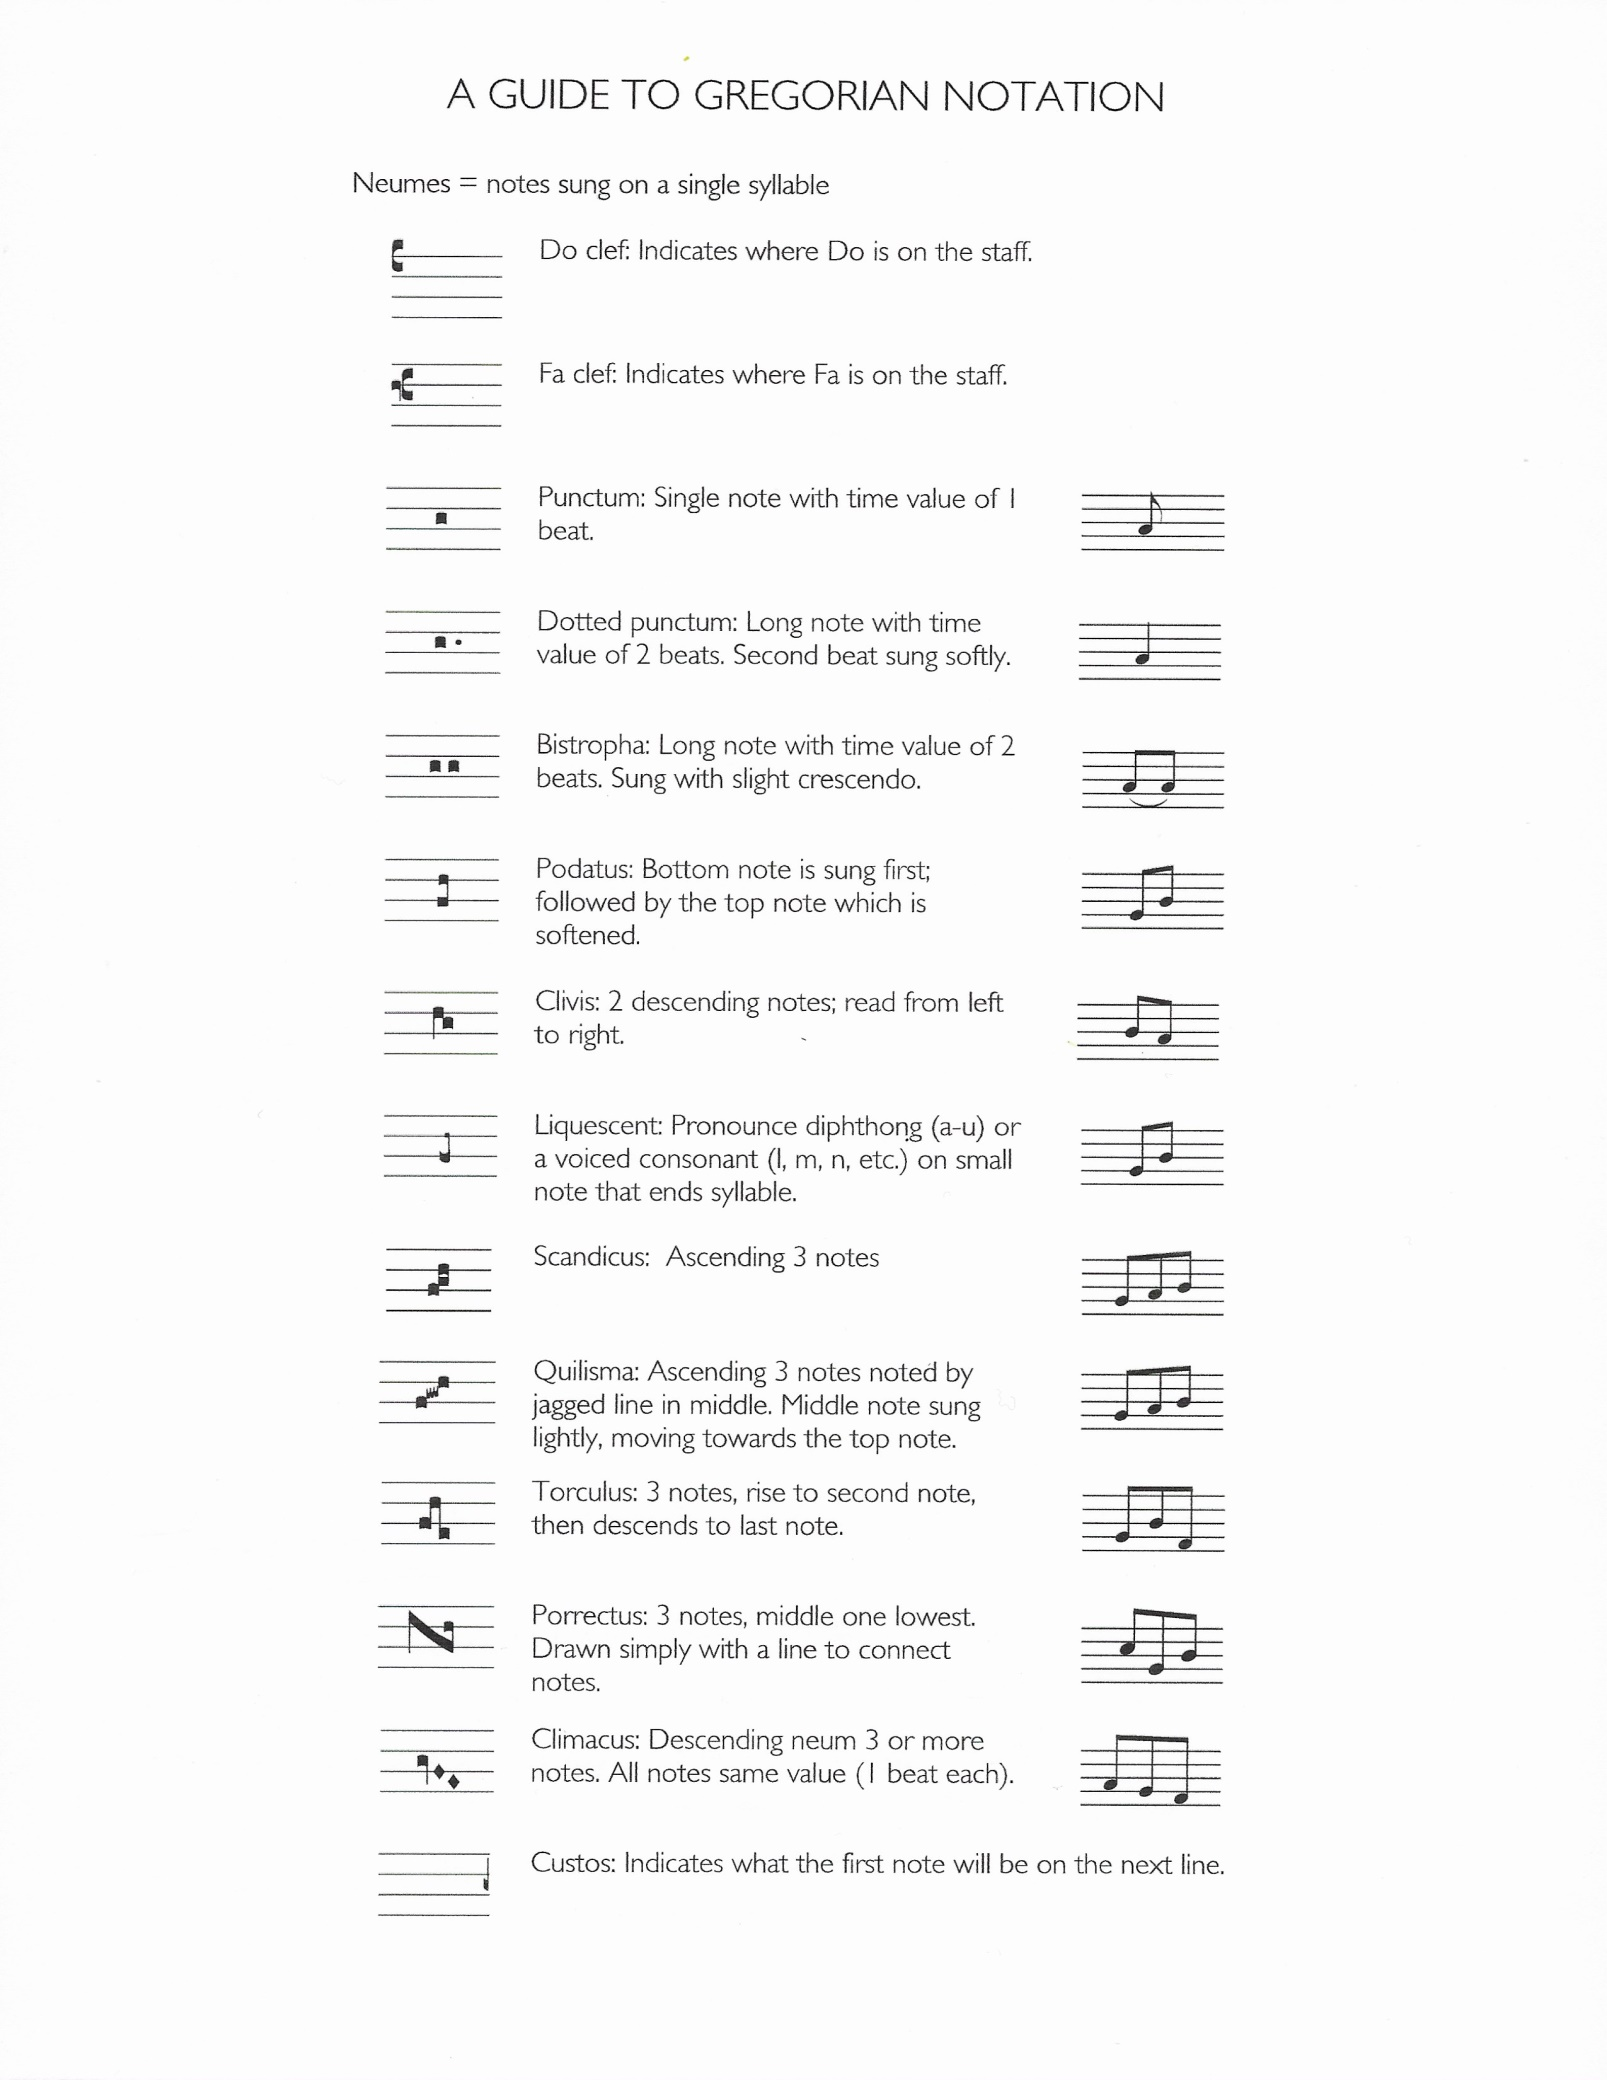 A GUIDE TO GREGORIAN NOTATION
Neumes = notes sung on a single syllable
Do clef: Indicates where Do is on the staff.
Fa clef: Indicates where Fa is on the staff.
Punctum: Single note with time value of 1
beat.
Dotted punctum: Long note with time
value of 2 beats. Second beat sung softly.
Bistropha: Long note with time value of 2
beats. Sung with slight crescendo.
Podatus: Bottom note is sung first;
followed by the top note which is
softened.
Clivis: 2 descending notes; read from left
to right.
Liquescent: Pronounce diphthong (a-u) or
a voiced consonant (l, m, n, etc.) on small
note that ends syllable.
Scandicus:  Ascending 3 notes
Quilisma: Ascending 3 notes noted by
jagged line in middle. Middle note sung
lightly, moving towards the top note.
Torculus: 3 notes, rise to second note,
then descends to last note.
Porrectus: 3 notes, middle one lowest.
Drawn simply with a line to connect
notes.
Climacus: Descending neum 3 or more
notes. All notes same value (1 beat each).
Custos: Indicates what the first note will be on the next line.